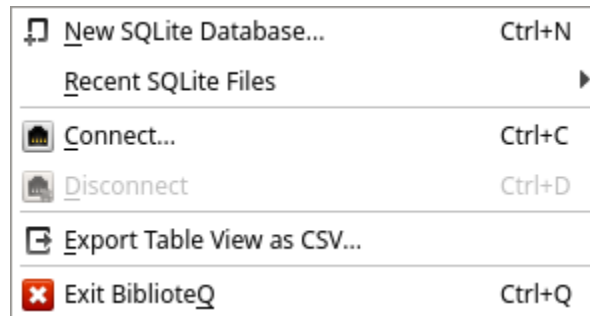 New SQLite Database... Ctrl+N
Recent SQLite Files
Connect... Ctrl+C
Disconnect Ctrl+D
Export Table View as CSV...
Exit BiblioteQ Ctrl+Q